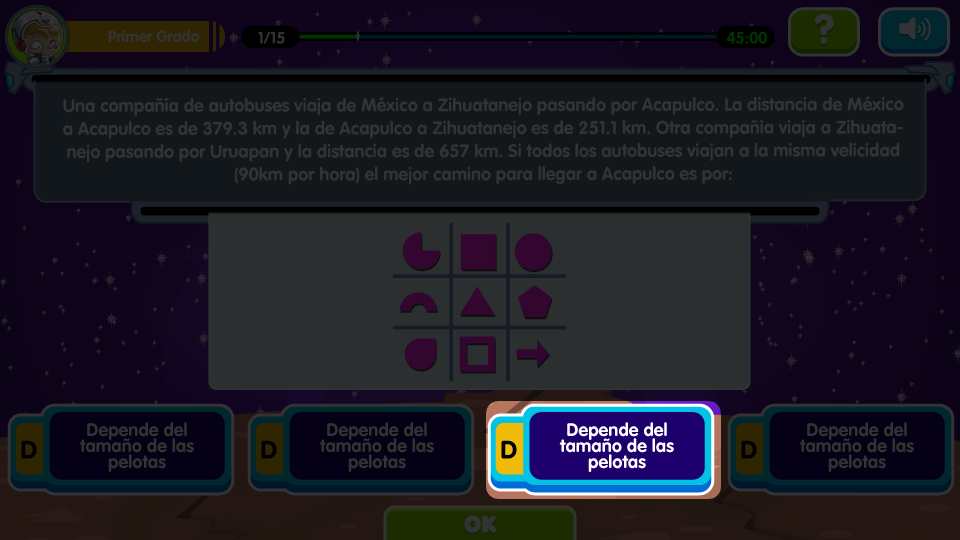 Primer Grado
1/15
45:00
?
Una compañía de autobuses viaja de México a Zihuatanejo pasando por Acapulco. La distancia de México
a Acapulco es de 379.3 km y la de Acapulco a Zihuatanejo es de 251.1 km. Otra compañia viaja a Zihuata-
nejo pasando por Uruapan y la distancia es de 657 km. Si todos los autobuses viajan a la misma velicidad
(90km por hora) el mejor camino para llegar a Acapulco es por:
D
Depende del
tamaño de las
pelotas
D
Depende del
tamaño de las
pelotas
D
Depende del
tamaño de las
pelotas
D
Depende del
tamaño de las
pelotas
OK